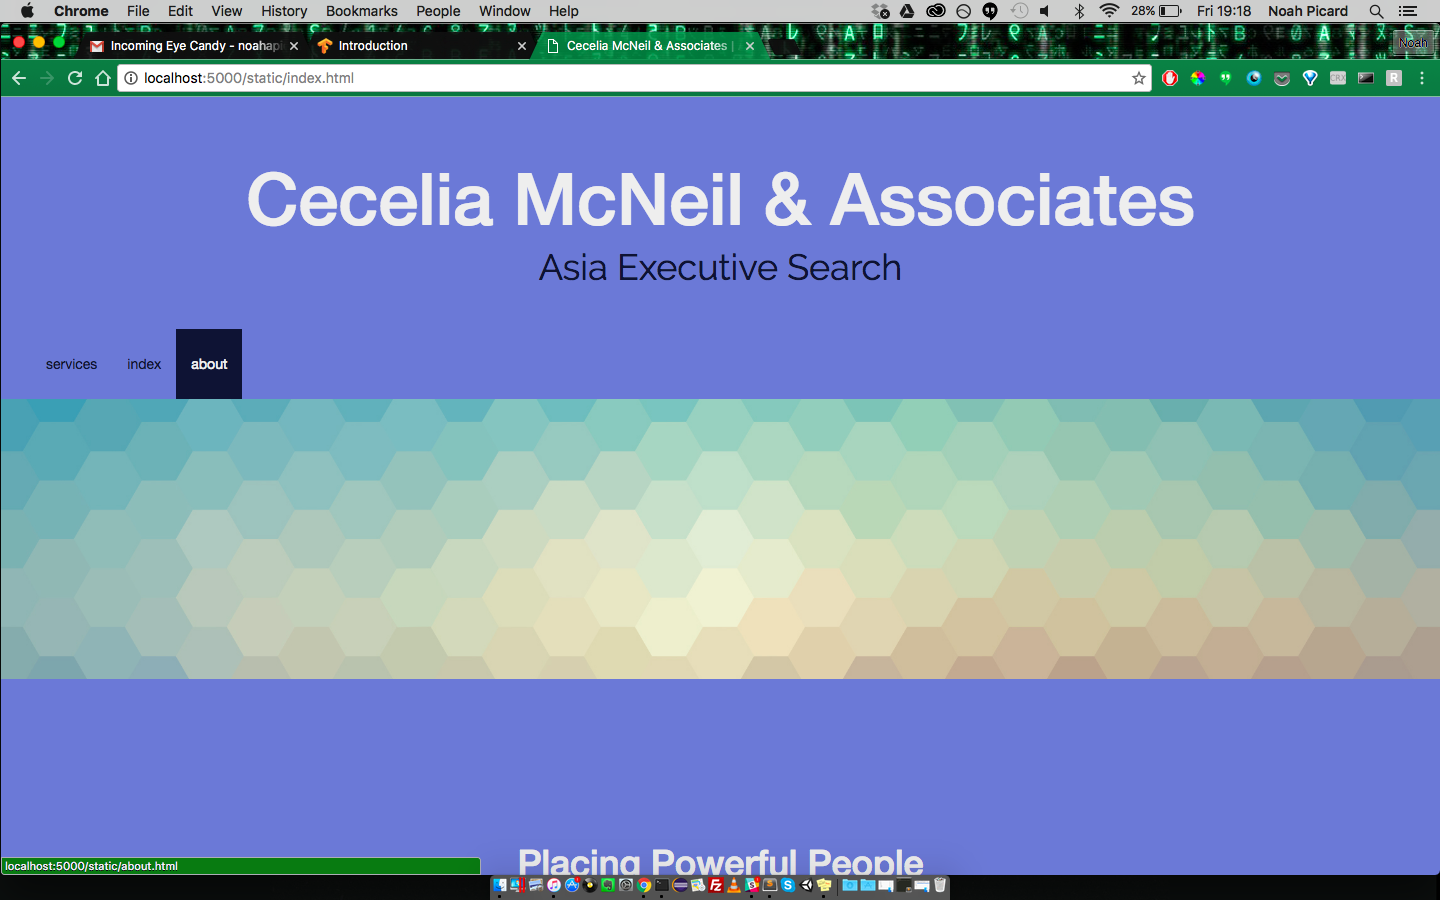 Chrome File Edit View History Bookmarks People Window Help 28% Fri 19:18 Noah Picard
Incoming Eye Candy - noahapi Introduction Cecelia McNeil & Associates | Noah
localhost:5000/static/index.html CRX R
Cecelia McNeil & Associates
Asia Executive Search
services index about
Placing Powerful People
localhost:5000/static/about.html